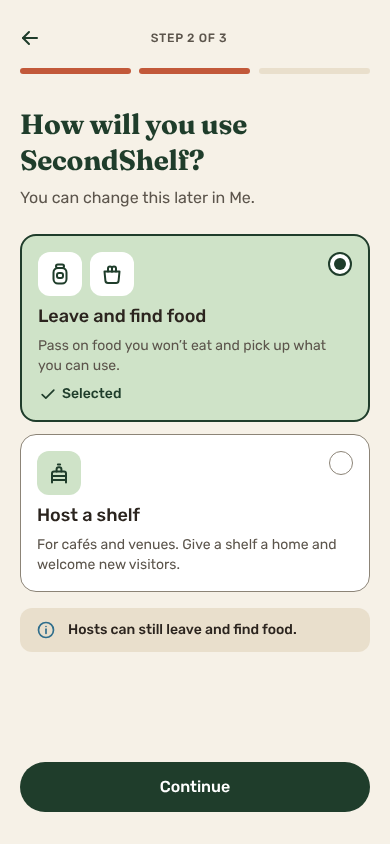 STEP 2 OF 3
How will you use
SecondShelf?
You can change this later in Me.
Leave and find food
Pass on food you won’t eat and pick up what
you can use.
Selected
Host a shelf
For cafés and venues. Give a shelf a home and
welcome new visitors.
Hosts can still leave and find food.
Continue